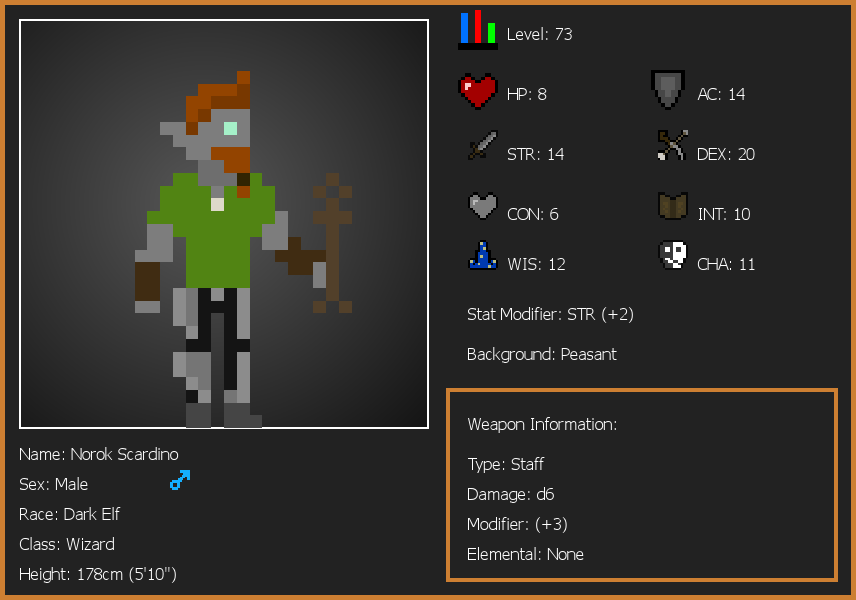 Level: 73
HP: 8
AC: 14
STR: 14
DEX: 20
CON: 6
INT: 10
WIS: 12
CHA: 11
Stat Modifier: STR (+2)
Background: Peasant
Weapon Information:
Type: Staff
Damage: d6
Modifier: (+3)
Elemental: None
Name: Norok Scardino
Sex: Male
Race: Dark Elf
Class: Wizard
Height: 178cm (5'10")